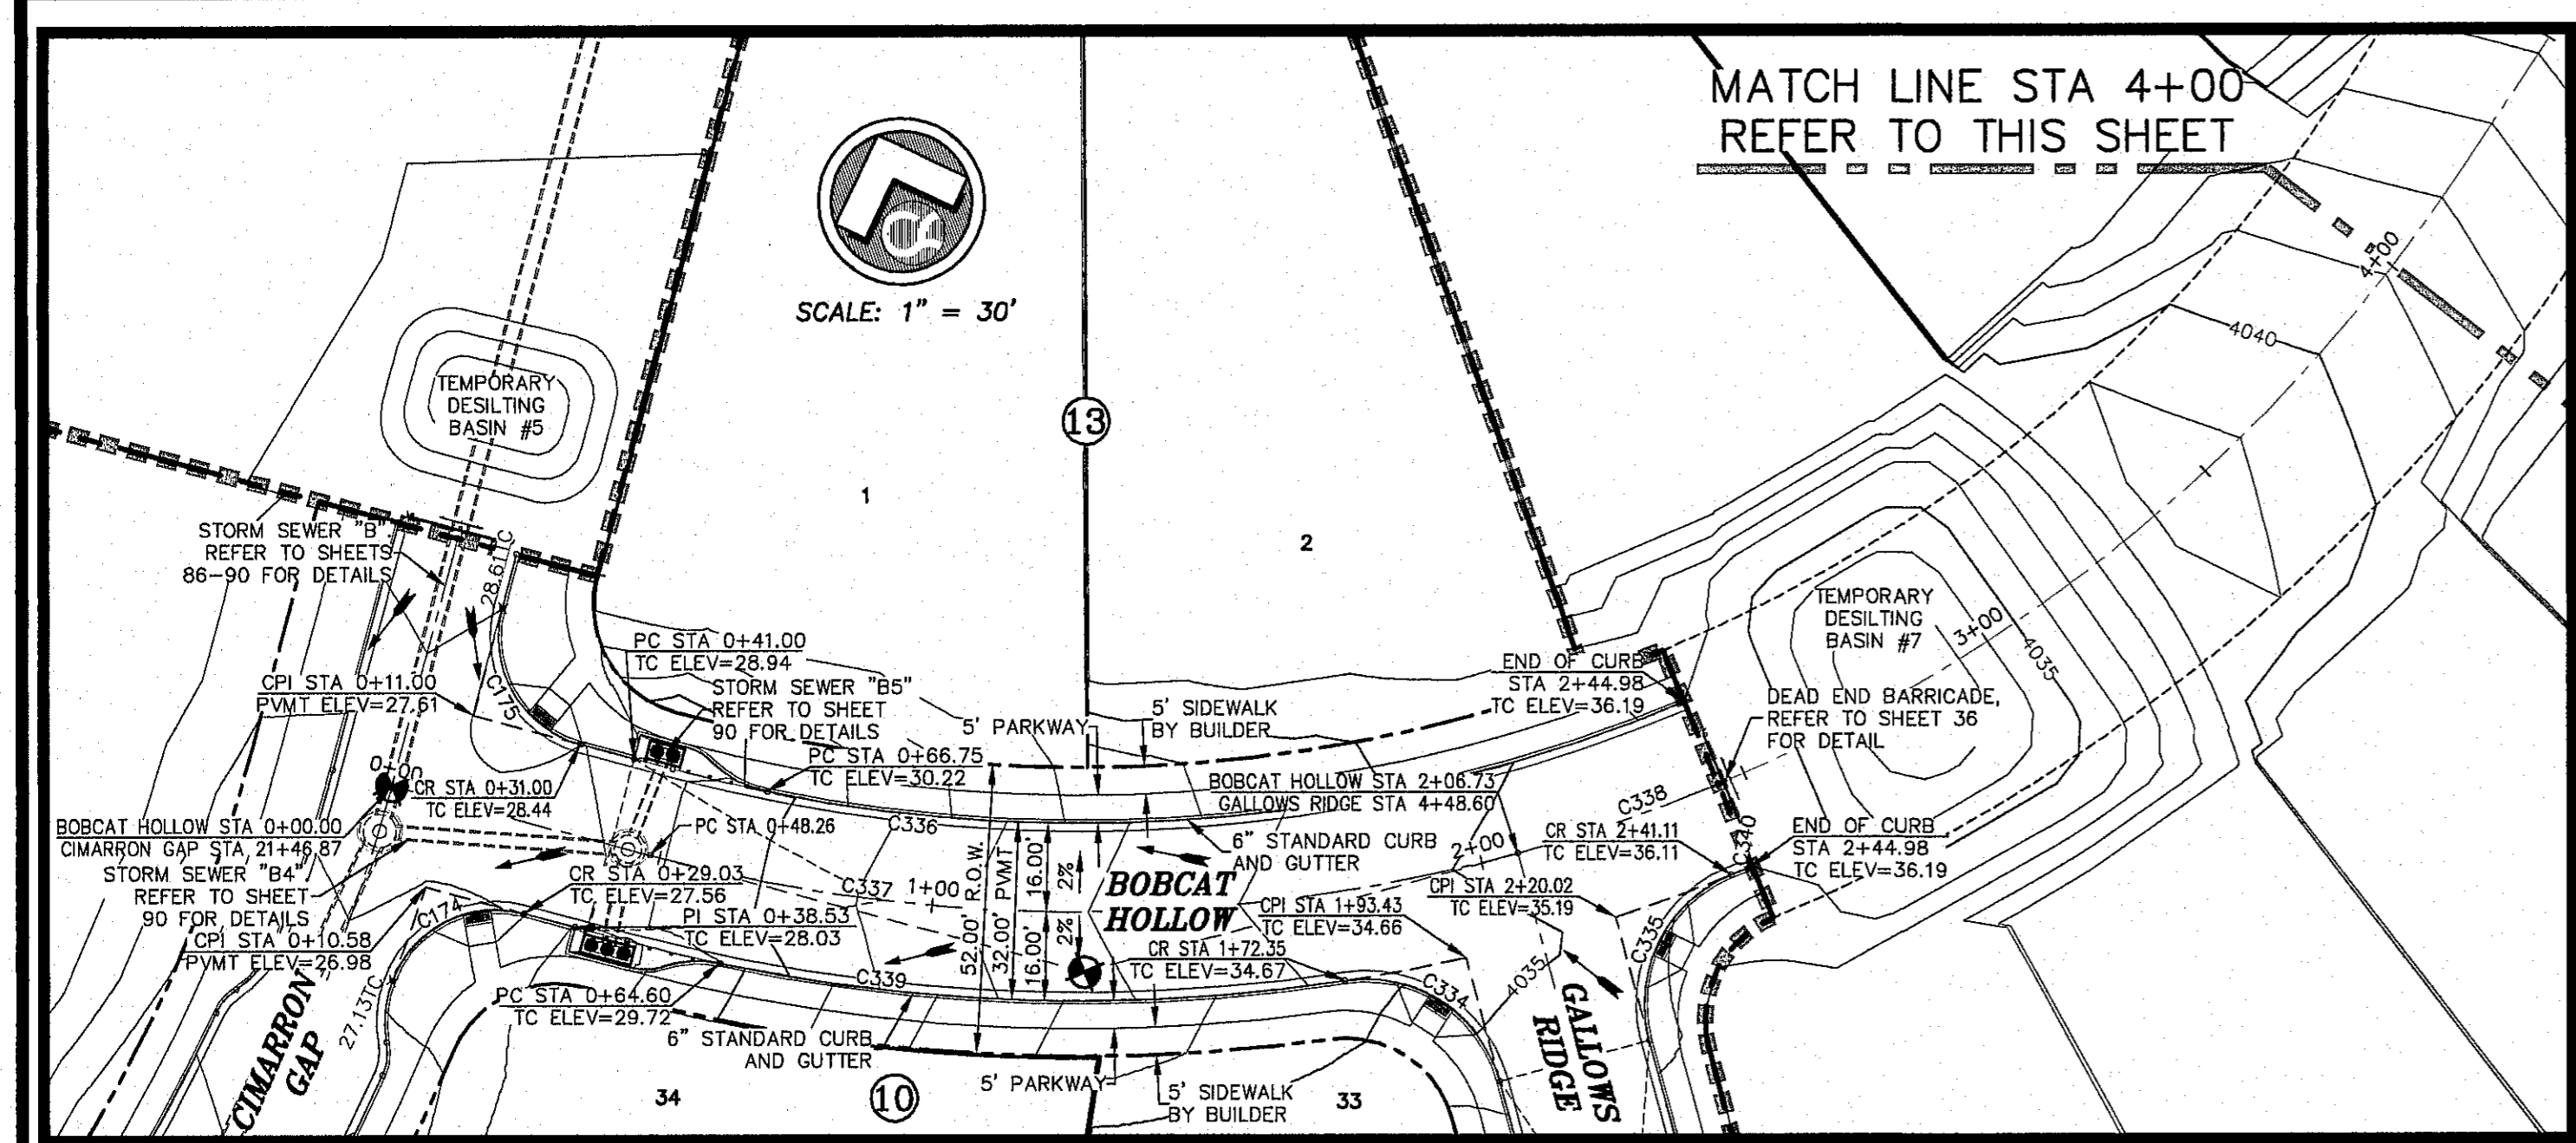 MATCH LINE STA 4+00
REFER TO THIS SHEET
SCALE: 1" = 30'
4+00
4040
TEMPORARY
DESILTING
BASIN #5
13
1
2
STORM SEWER "B"
REFER TO SHEETS
86-90 FOR DETAILS
28.61TC
C175
CPI STA 0+11.00
PVMT ELEV=27.61
PC STA 0+41.00
TC ELEV=28.94
STORM SEWER "B5"
REFER TO SHEET
90 FOR DETAILS
5' PARKWAY
5' SIDEWALK
BY BUILDER
END OF CURB
STA 2+44.98
TC ELEV=36.19
TEMPORARY
DESILTING
BASIN #7
3+00
4035
DEAD END BARRICADE,
REFER TO SHEET 36
FOR DETAIL
0+00
CR STA 0+31.00
TC ELEV=28.44
PC STA 0+66.75
TC ELEV=30.22
BOBCAT HOLLOW STA 2+06.73
GALLOWS RIDGE STA 4+48.60
C338
BOBCAT HOLLOW STA 0+00.00
CIMARRON GAP STA 21+46.87
PC STA 0+48.26
C336
6" STANDARD CURB
AND GUTTER
2+00
CR STA 2+41.11
TC ELEV=36.11
C340
END OF CURB
STA 2+44.98
TC ELEV=36.19
STORM SEWER "B4"
REFER TO SHEET
90 FOR DETAILS
CR STA 0+29.03
TC ELEV=27.56
C337
1+00
52.00' R.O.W.
32.00' PVMT
16.00'
16.00'
2%
2%
BOBCAT
HOLLOW
CPI STA 1+93.43
TC ELEV=34.66
CPI STA 2+20.02
TC ELEV=35.19
C174
PI STA 0+38.53
TC ELEV=28.03
CPI STA 0+10.58
PVMT ELEV=26.98
CR STA 1+72.35
TC ELEV=34.67
C335
C339
C334
4035
27.13TC
CIMARRON
GAP
PC STA 0+64.60
TC ELEV=29.72
6" STANDARD CURB
AND GUTTER
GALLOWS
RIDGE
34
10
5' PARKWAY
5' SIDEWALK
BY BUILDER
33